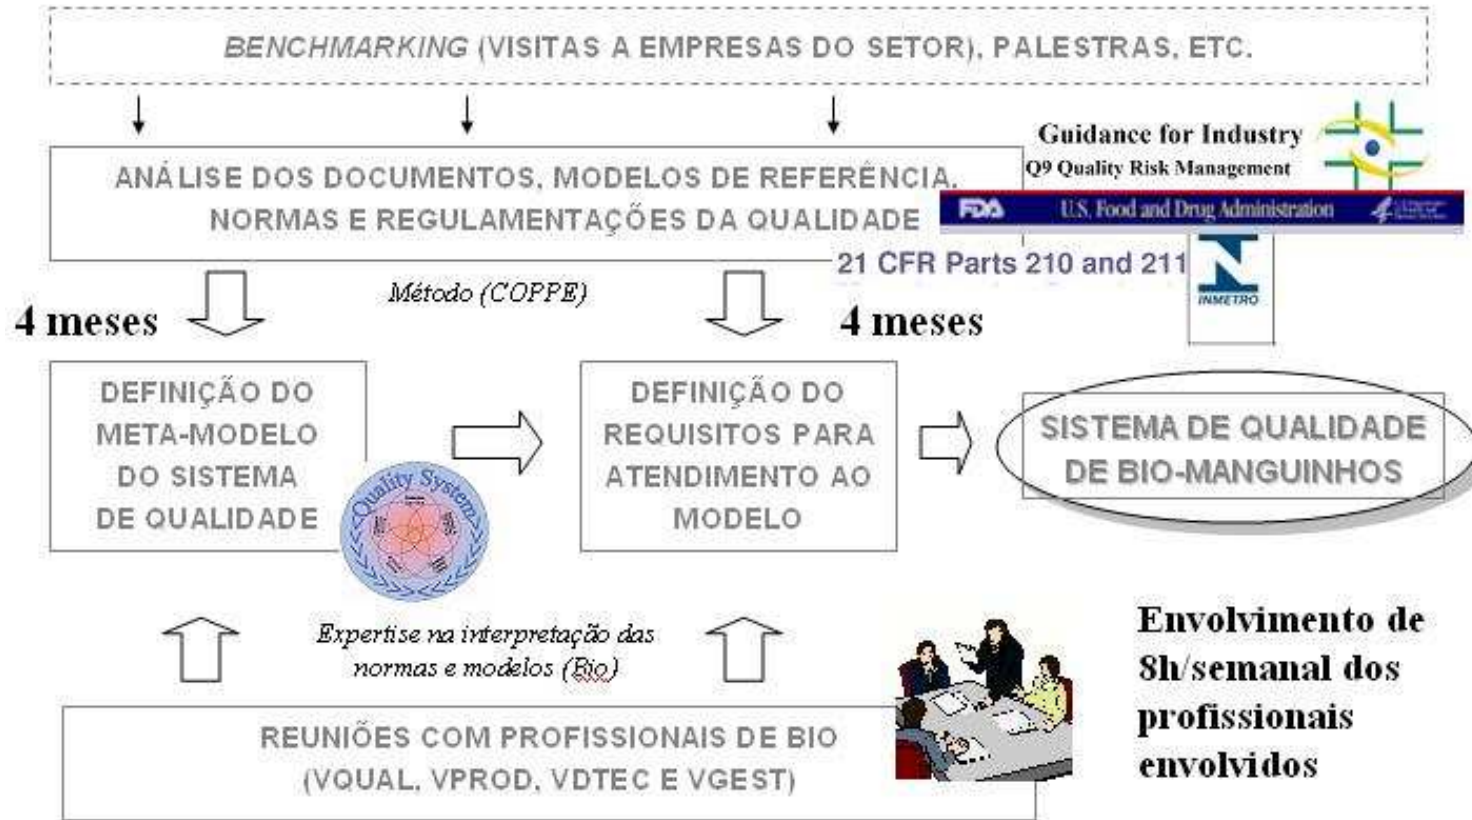 BENCHMARKING (VISITAS A EMPRESAS DO SETOR), PALESTRAS, ETC.
Guidance for Industry
Q9 Quality Risk Management
ANÁLISE DOS DOCUMENTOS, MODELOS DE REFERÊNCIA,
NORMAS E REGULAMENTAÇÕES DA QUALIDADE
FDA U.S. Food and Drug Administration
21 CFR Parts 210 and 211
INMETRO
Método (COPPE)
4 meses
4 meses
DEFINIÇÃO DO
META-MODELO
DO SISTEMA
DE QUALIDADE
Quality System
DEFINIÇÃO DO
REQUISITOS PARA
ATENDIMENTO AO
MODELO
SISTEMA DE QUALIDADE
DE BIO-MANGUINHOS
Expertise na interpretação das
normas e modelos (Bio)
REUNIÕES COM PROFISSIONAIS DE BIO
(VQUAL, VPROD, VDTEC E VGEST)
Envolvimento de
8h/semanal dos
profissionais
envolvidos